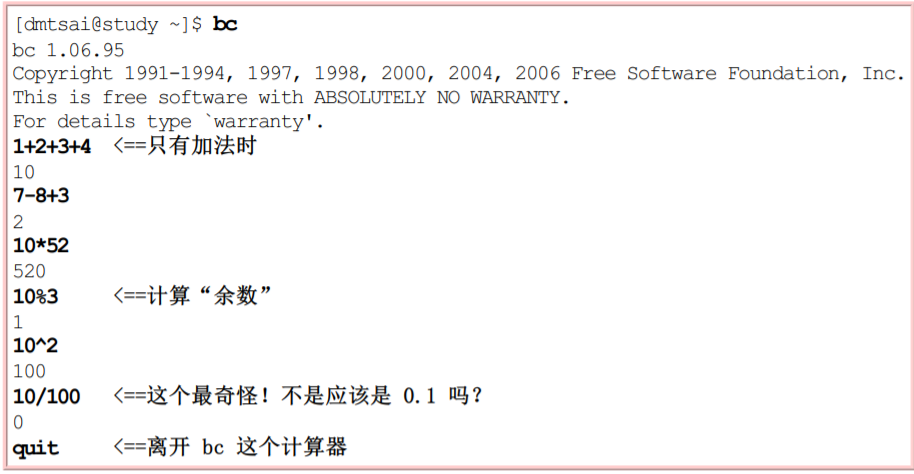 [dmtsai@study ~]$ bc
bc 1.06.95
Copyright 1991-1994, 1997, 1998, 2000, 2004, 2006 Free Software Foundation, Inc.
This is free software with ABSOLUTELY NO WARRANTY.
For details type `warranty'.
1+2+3+4  <==只有加法时
10
7-8+3
2
10*52
520
10%3     <==计算“余数”
1
10^2
100
10/100   <==这个最奇怪！不是应该是 0.1 吗？
0
quit     <==离开 bc 这个计算器